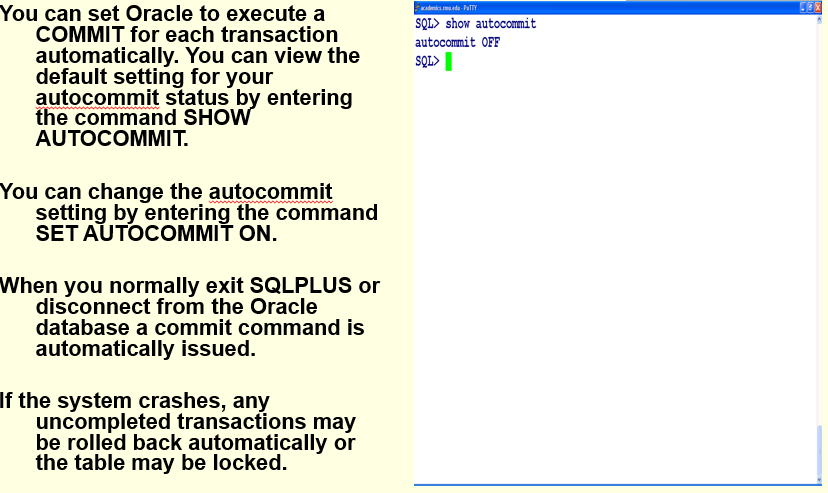 You can set Oracle to execute a
COMMIT for each transaction
automatically. You can view the
default setting for your
autocommit status by entering
the command SHOW
AUTOCOMMIT.
You can change the autocommit
setting by entering the command
SET AUTOCOMMIT ON.
When you normally exit SQLPLUS or
disconnect from the Oracle
database a commit command is
automatically issued.
If the system crashes, any
uncompleted transactions may
be rolled back automatically or
the table may be locked.
academics.rmu.edu - PuTTY
SQL> show autocommit
autocommit OFF
SQL>